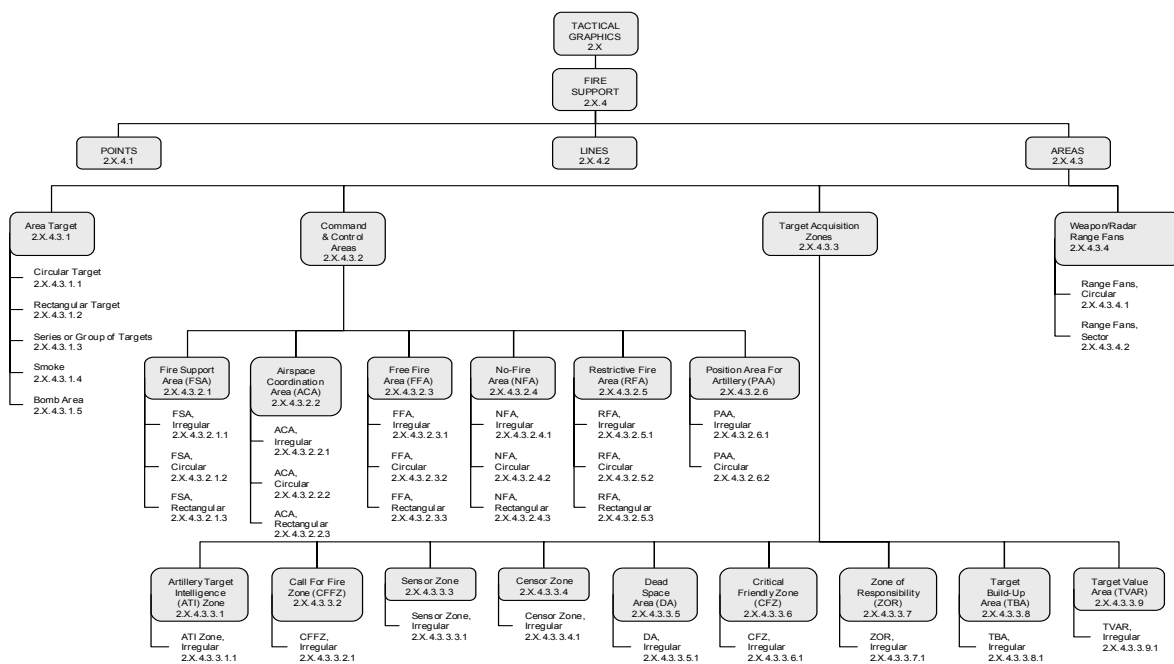 TACTICAL
GRAPHICS
2.X
FIRE
SUPPORT
2.X.4
POINTS
2.X.4.1
LINES
2.X.4.2
AREAS
2.X.4.3
Area Target
2.X.4.3.1
Circular Target
2.X.4.3.1.1
Rectangular Target
2.X.4.3.1.2
Series or Group of Targets
2.X.4.3.1.3
Smoke
2.X.4.3.1.4
Bomb Area
2.X.4.3.1.5
Command
& Control
Areas
2.X.4.3.2
Target Acquisition
Zones
2.X.4.3.3
Weapon/Radar
Range Fans
2.X.4.3.4
Range Fans,
Circular
2.X.4.3.4.1
Range Fans,
Sector
2.X.4.3.4.2
Fire Support
Area (FSA)
2.X.4.3.2.1
FSA,
Irregular
2.X.4.3.2.1.1
FSA,
Circular
2.X.4.3.2.1.2
FSA,
Rectangular
2.X.4.3.2.1.3
Airspace
Coordination
Area (ACA)
2.X.4.3.2.2
ACA,
Irregular
2.X.4.3.2.2.1
ACA,
Circular
2.X.4.3.2.2.2
ACA,
Rectangular
2.X.4.3.2.2.3
Free Fire
Area (FFA)
2.X.4.3.2.3
FFA,
Irregular
2.X.4.3.2.3.1
FFA,
Circular
2.X.4.3.2.3.2
FFA,
Rectangular
2.X.4.3.2.3.3
No-Fire
Area (NFA)
2.X.4.3.2.4
NFA,
Irregular
2.X.4.3.2.4.1
NFA,
Circular
2.X.4.3.2.4.2
NFA,
Rectangular
2.X.4.3.2.4.3
Restrictive Fire
Area (RFA)
2.X.4.3.2.5
RFA,
Irregular
2.X.4.3.2.5.1
RFA,
Circular
2.X.4.3.2.5.2
RFA,
Rectangular
2.X.4.3.2.5.3
Position Area For
Artillery (PAA)
2.X.4.3.2.6
PAA,
Irregular
2.X.4.3.2.6.1
PAA,
Circular
2.X.4.3.2.6.2
Artillery Target
Intelligence
(ATI) Zone
2.X.4.3.3.1
ATI Zone,
Irregular
2.X.4.3.3.1.1
Call For Fire
Zone (CFFZ)
2.X.4.3.3.2
CFFZ,
Irregular
2.X.4.3.3.2.1
Sensor Zone
2.X.4.3.3.3
Sensor Zone,
Irregular
2.X.4.3.3.3.1
Censor Zone
2.X.4.3.3.4
Censor Zone,
Irregular
2.X.4.3.3.4.1
Dead
Space
Area (DA)
2.X.4.3.3.5
DA,
Irregular
2.X.4.3.3.5.1
Critical
Friendly Zone
(CFZ)
2.X.4.3.3.6
CFZ,
Irregular
2.X.4.3.3.6.1
Zone of
Responsibility
(ZOR)
2.X.4.3.3.7
ZOR,
Irregular
2.X.4.3.3.7.1
Target
Build-Up
Area (TBA)
2.X.4.3.3.8
TBA,
Irregular
2.X.4.3.3.8.1
Target Value
Area (TVAR)
2.X.4.3.3.9
TVAR,
Irregular
2.X.4.3.3.9.1